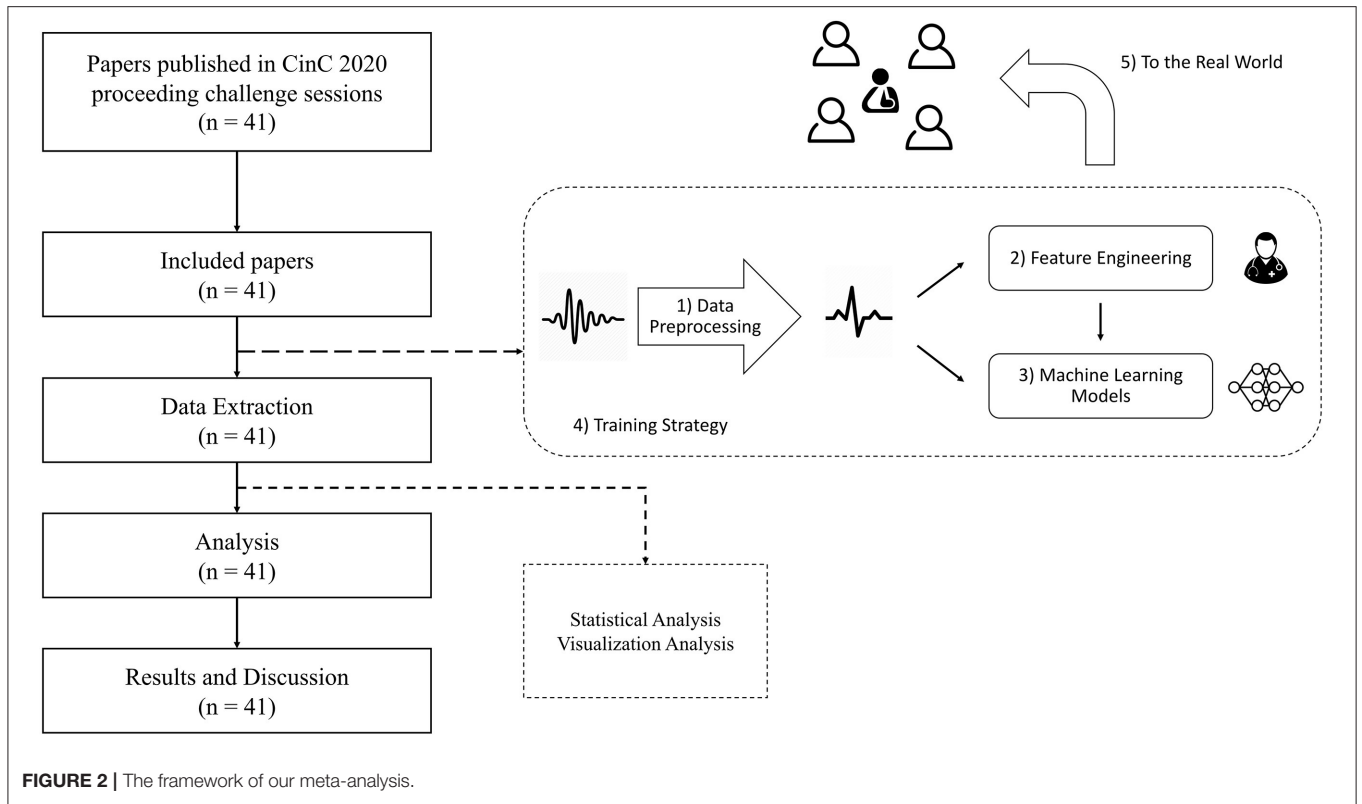 Papers published in CinC 2020
proceeding challenge sessions
(n = 41)
Included papers
(n = 41)
Data Extraction
(n = 41)
Analysis
(n = 41)
Results and Discussion
(n = 41)
5) To the Real World
1) Data
Preprocessing
2) Feature Engineering
3) Machine Learning
Models
4) Training Strategy
Statistical Analysis
Visualization Analysis
FIGURE 2 | The framework of our meta-analysis.